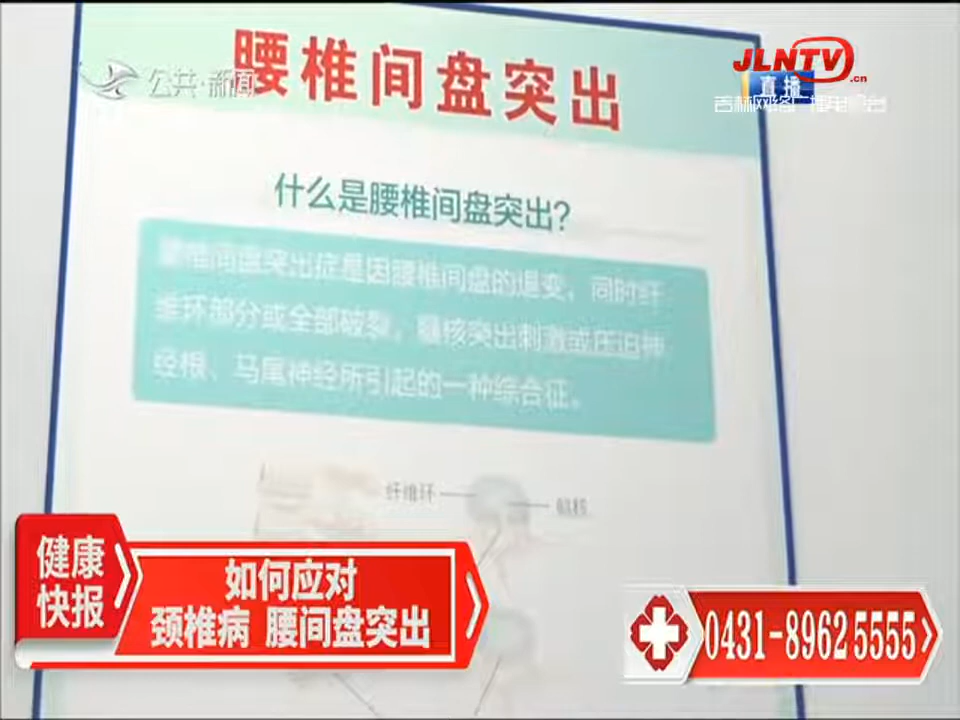 JLNTV.cn
公共·新闻
直播
吉林网络广播电视台
腰椎间盘突出
什么是腰椎间盘突出?
腰椎间盘突出症是因腰椎间盘的退变，同时纤
维环部分或全部破裂，髓核突出刺激或压迫神
经根、马尾神经所引起的一种综合征。
纤维环
髓核
健康
快报
如何应对
颈椎病 腰间盘突出
0431-89625555